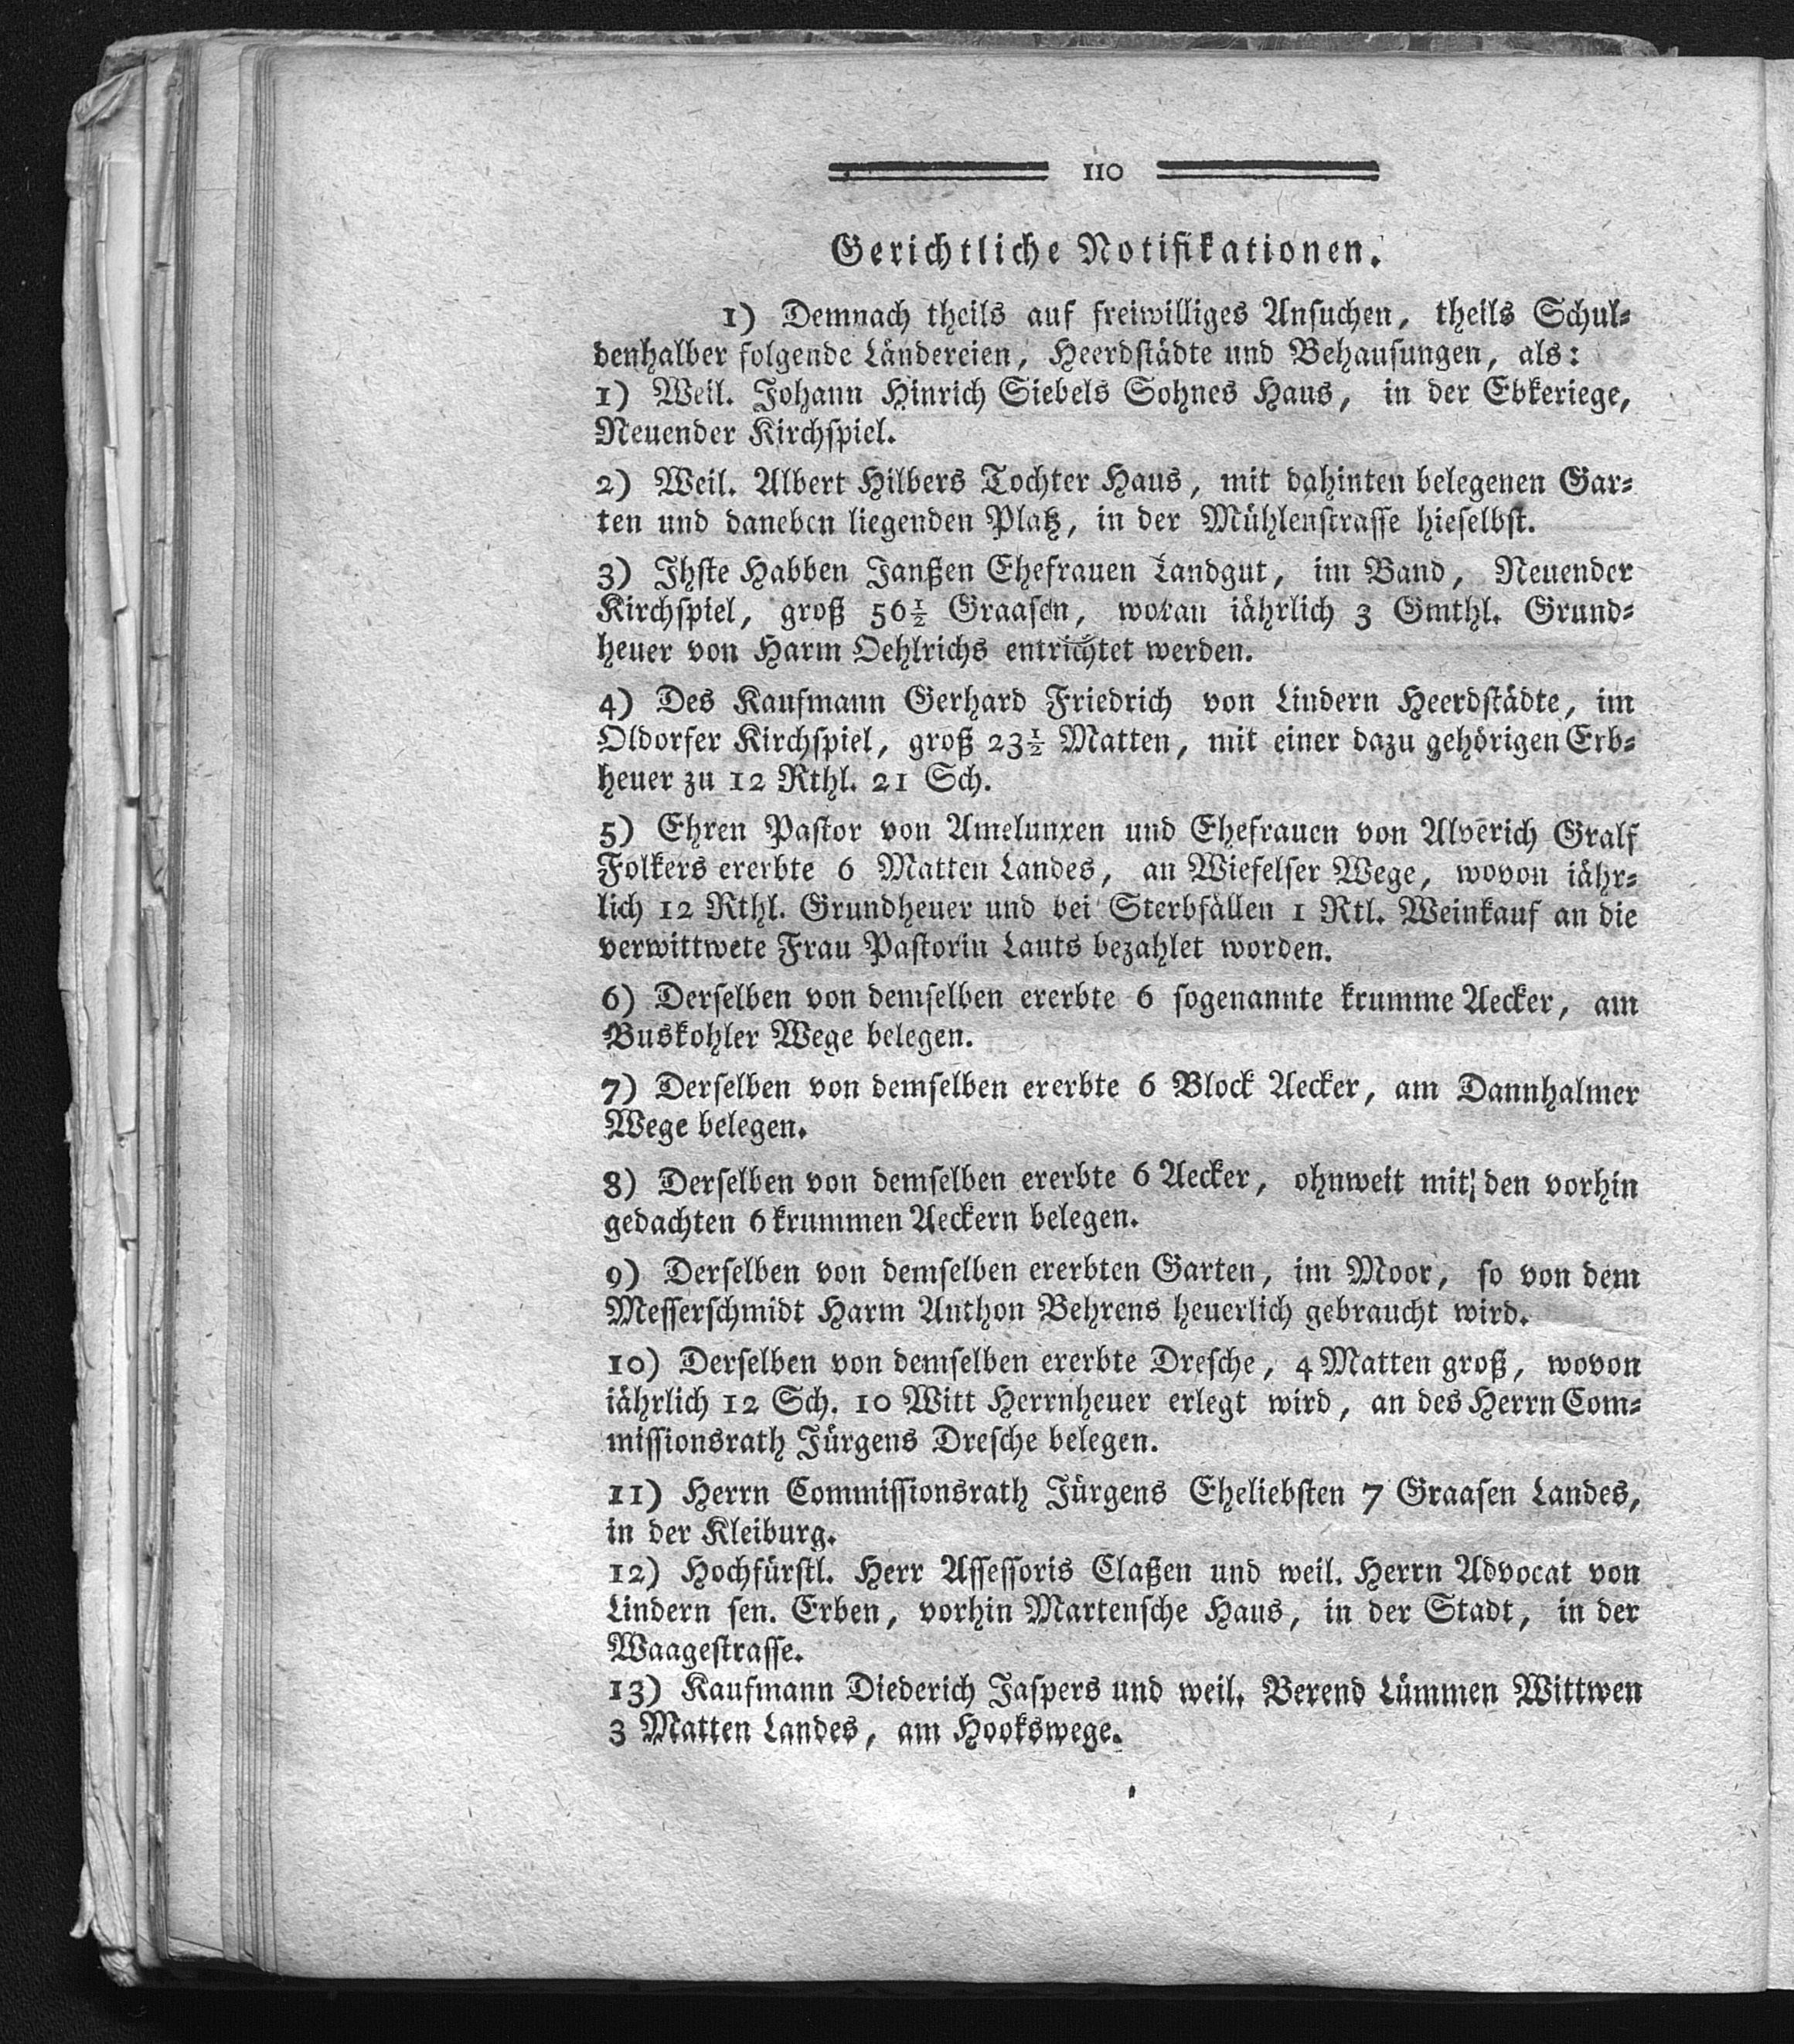 110
Gerichtliche Notifikationen.
1) Demnach theils auf freiwilliges Ansuchen, theils Schul-
denhalber folgende Ländereien, Heerdstädte und Behausungen, als:
1) Weil. Johann Hinrich Siebels Sohnes Haus, in der Ebkeriege,
Neuender Kirchspiel.
2) Weil. Albert Hilbers Tochter Haus, mit dahinten belegenen Gar-
ten und daneben liegenden Platz, in der Mühlenstrasse hieselbst.
3) Ihste Habben Janßen Ehefrauen Landgut, im Band, Neuender
Kirchspiel, groß 56½ Graasen, woran iährlich 3 Gmthl. Grund-
heuer von Harm Oehlrichs entrichtet werden.
4) Des Kaufmann Gerhard Friedrich von Lindern Heerdstädte, im
Oldorfer Kirchspiel, groß 23½ Matten, mit einer dazu gehörigen Erb-
heuer zu 12 Rthl. 21 Sch.
5) Ehren Pastor von Amelunxen und Ehefrauen von Alverich Gralf
Folkers ererbte 6 Matten Landes, an Wiefelser Wege, wovon iähr-
lich 12 Rthl. Grundheuer und bei Sterbfällen 1 Rtl. Weinkauf an die
verwittwete Frau Pastorin Lauts bezahlet worden.
6) Derselben von demselben ererbte 6 sogenannte krumme Aecker, am
Buskohler Wege belegen.
7) Derselben von demselben ererbte 6 Block Aecker, am Dannhalmer
Wege belegen.
8) Derselben von demselben ererbte 6 Aecker, ohnweit mit den vorhin
gedachten 6 krummen Aeckern belegen.
9) Derselben von demselben ererbten Garten, im Moor, so von dem
Messerschmidt Harm Anthon Behrens heuerlich gebraucht wird.
10) Derselben von demselben ererbte Dresche, 4 Matten groß, wovon
iährlich 12 Sch. 10 Witt Herrnheuer erlegt wird, an des Herrn Com-
missionsrath Jürgens Dresche belegen.
11) Herrn Commissionsrath Jürgens Eheliebsten 7 Graasen Landes,
in der Kleiburg.
12) Hochfürstl. Herr Assessoris Claßen und weil. Herrn Advocat von
Lindern sen. Erben, vorhin Martensche Haus, in der Stadt, in der
Waagestrasse.
13) Kaufmann Diederich Jaspers und weil. Berend Lümmen Wittwen
3 Matten Landes, am Hookswege.